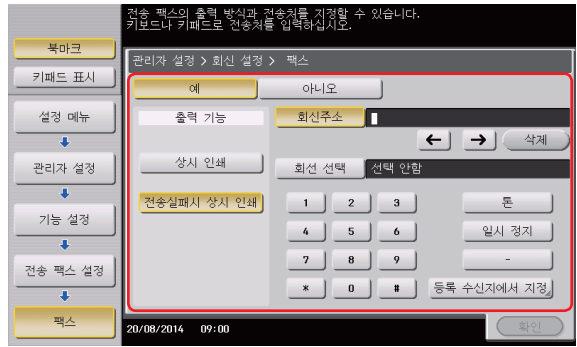 전송 팩스의 출력 방식과 전송처를 지정할 수 있습니다.
키보드나 키패드로 전송처를 입력하십시오.
북마크
키패드 표시
설정 메뉴
관리자 설정
기능 설정
전송 팩스 설정
팩스
관리자 설정 > 회신 설정 > 팩스
예
아니오
출력 기능
상시 인쇄
전송실패시 상시 인쇄
회신주소
← → 삭제
회선 선택 선택 안함
1 2 3 톤
4 5 6 일시 정지
7 8 9 -
* 0 # 등록 수신지에서 지정
20/08/2014 09:00
확인